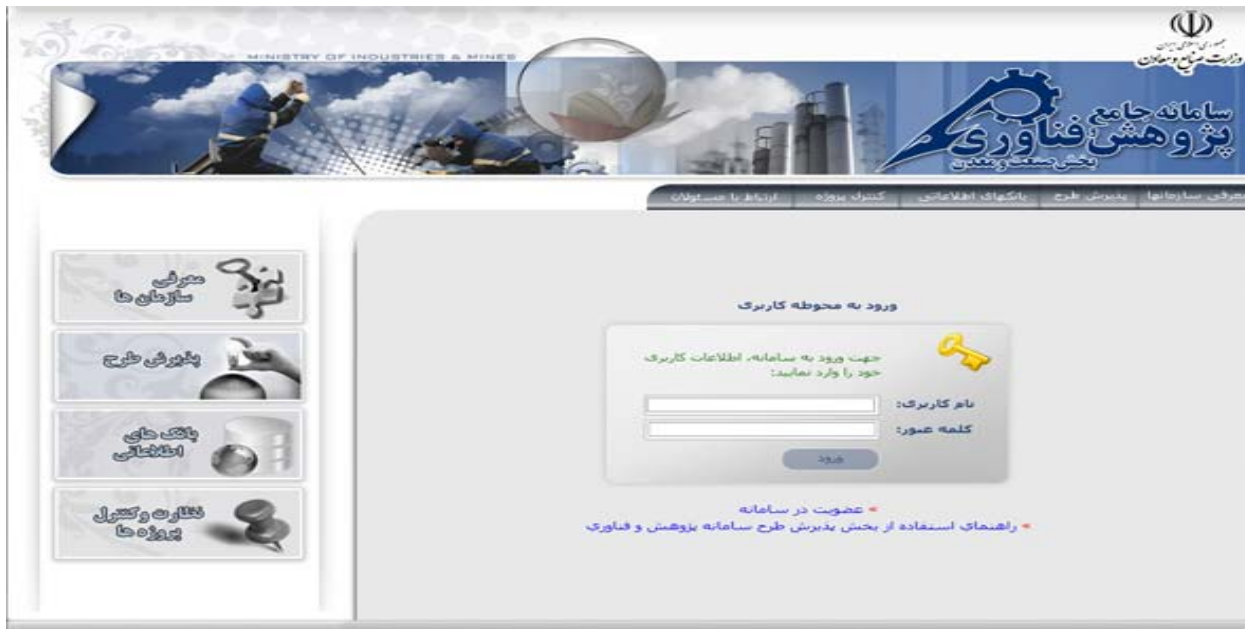 MINISTRY OF INDUSTRIES & MINES
جمهوری اسلامی ایران
وزارت صنایع و معادن
سامانه جامع
پژوهش فناوری
بخش صنعت و معدن
معرفی سازمانها
پذیرش طرح
بانکهای اطلاعاتی
کنترل پروژه
ارتباط با مسئولان
معرفی
سازمان ها
پذیرش طرح
بانک های
اطلاعاتی
نظارت و کنترل
پروژه ها
ورود به محوطه کاربری
جهت ورود به سامانه، اطلاعات کاربری
خود را وارد نمایید:
نام کاربری:
کلمه عبور:
ورود
» عضویت در سامانه
» راهنمای استفاده از بخش پذیرش طرح سامانه پژوهش و فناوری